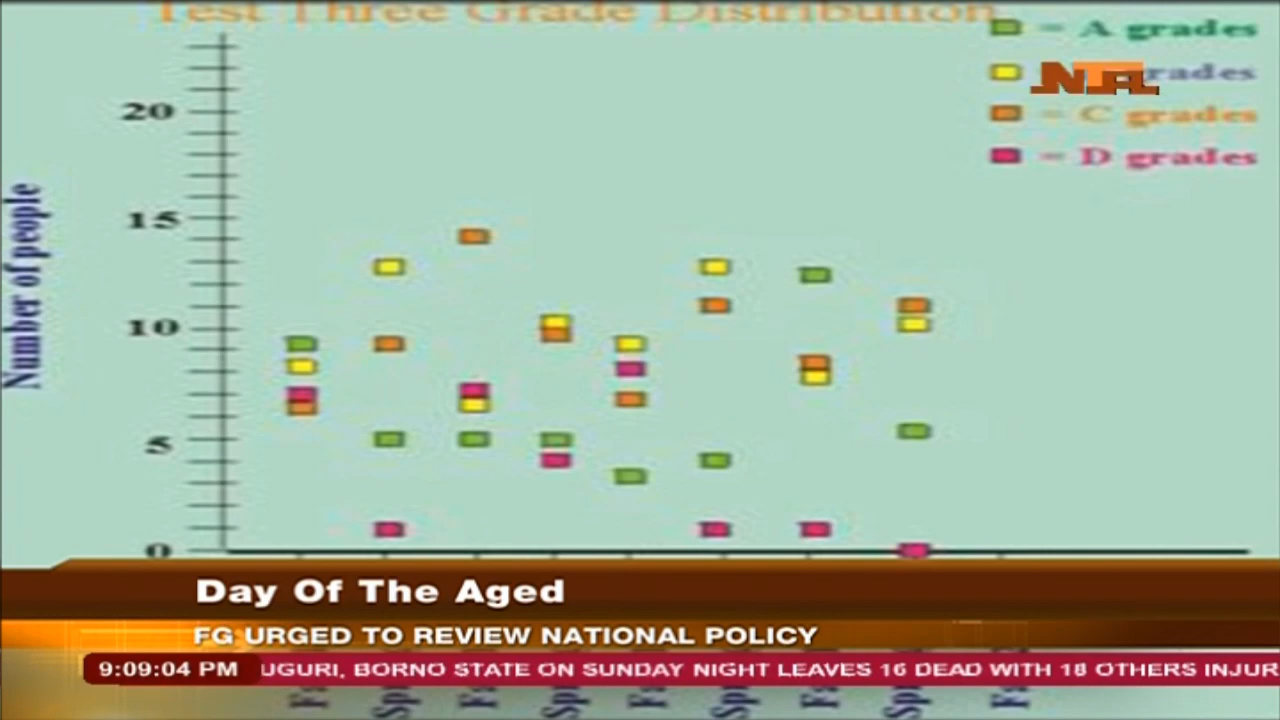 Test Three Grade Distribution
= A grades
grades
= C grades
= D grades
NTA
20
15
10
5
0
Number of people
Day Of The Aged
FG URGED TO REVIEW NATIONAL POLICY
9:09:04 PM UGURI, BORNO STATE ON SUNDAY NIGHT LEAVES 16 DEAD WITH 18 OTHERS INJUR